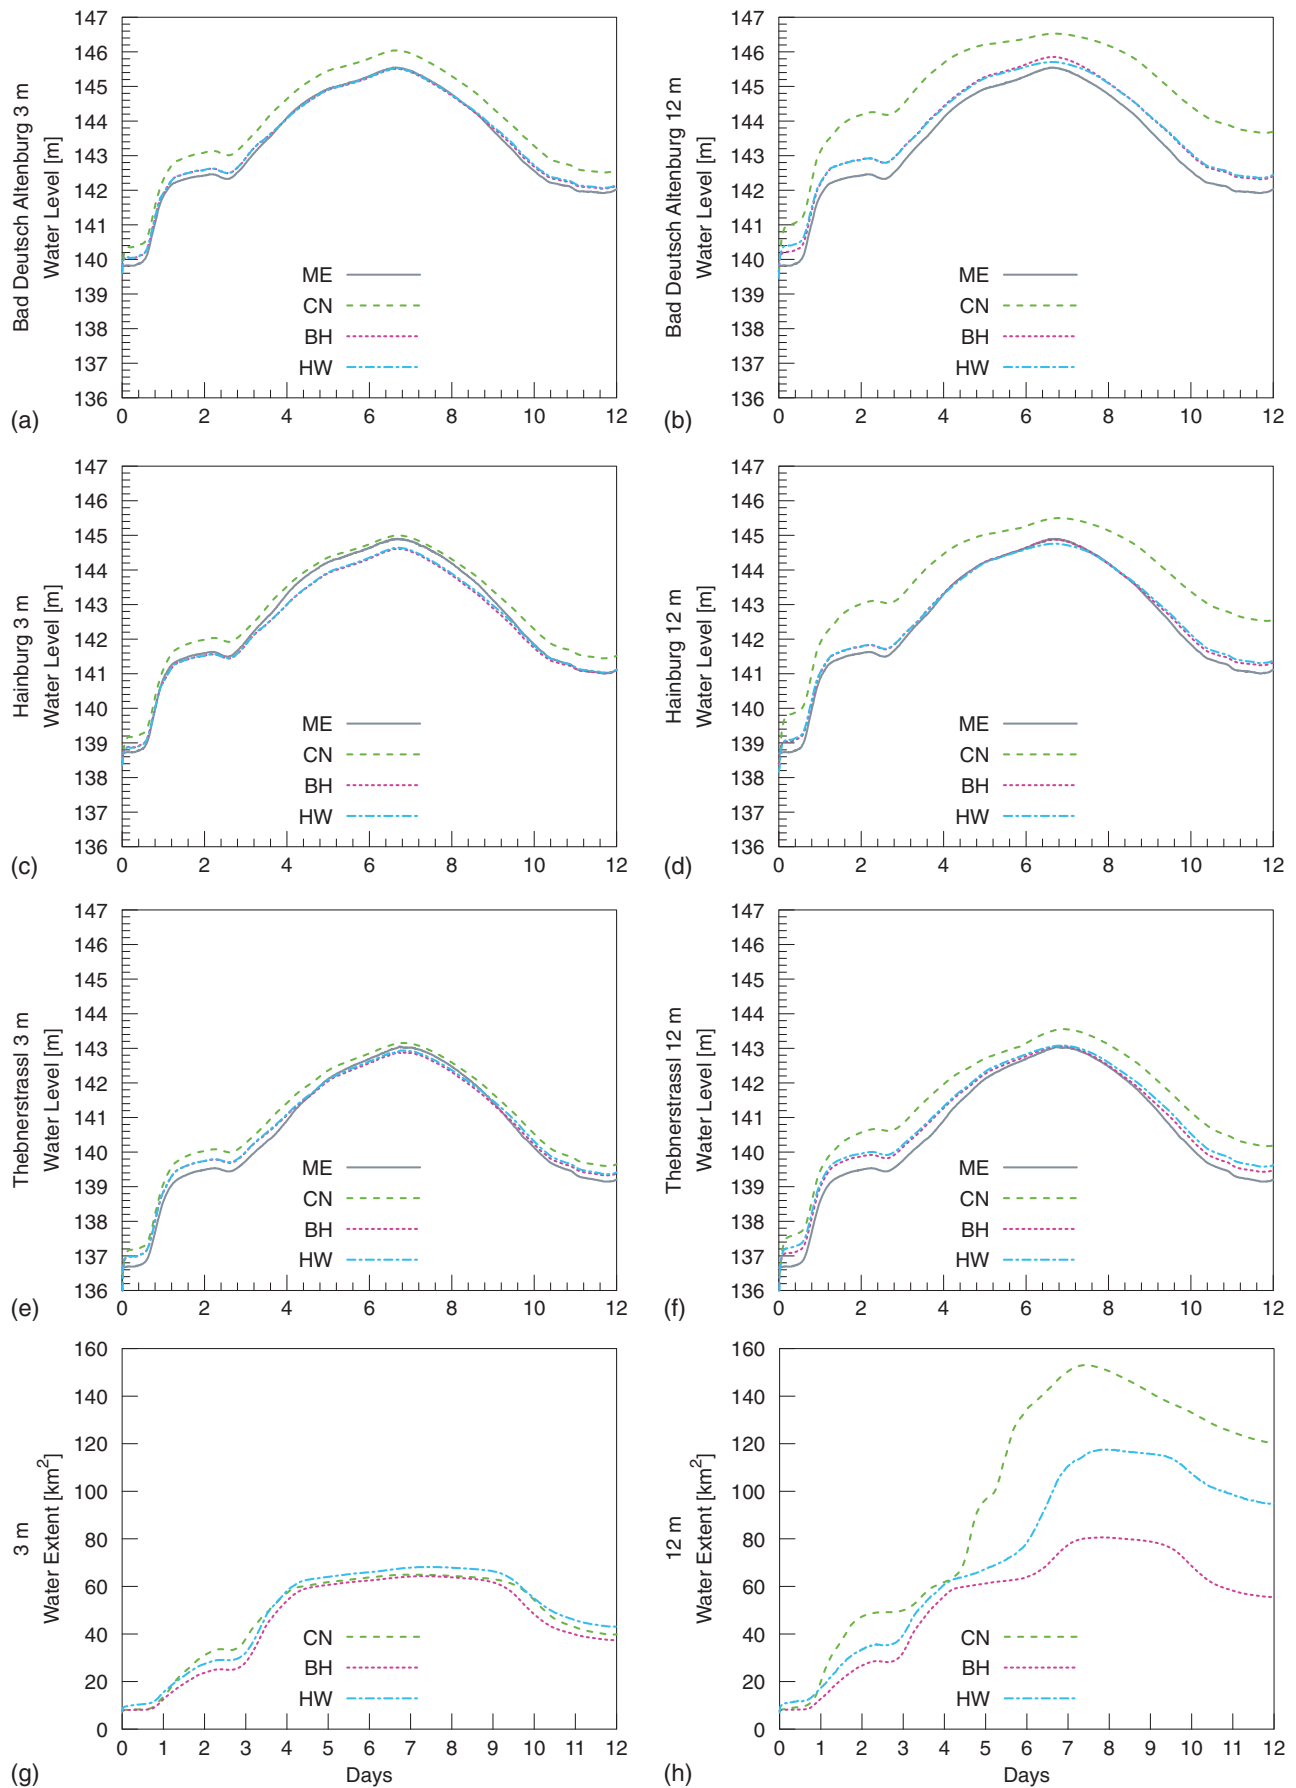 Bad Deutsch Altenburg 3 m
Water Level [m]
147
146
145
144
143
142
141
140
139
138
137
136
ME
CN
BH
HW
0 2 4 6 8 10 12
(a)
Bad Deutsch Altenburg 12 m
Water Level [m]
147
146
145
144
143
142
141
140
139
138
137
136
ME
CN
BH
HW
0 2 4 6 8 10 12
(b)
Hainburg 3 m
Water Level [m]
147
146
145
144
143
142
141
140
139
138
137
136
ME
CN
BH
HW
0 2 4 6 8 10 12
(c)
Hainburg 12 m
Water Level [m]
147
146
145
144
143
142
141
140
139
138
137
136
ME
CN
BH
HW
0 2 4 6 8 10 12
(d)
Thebnerstrassl 3 m
Water Level [m]
147
146
145
144
143
142
141
140
139
138
137
136
ME
CN
BH
HW
0 2 4 6 8 10 12
(e)
Thebnerstrassl 12 m
Water Level [m]
147
146
145
144
143
142
141
140
139
138
137
136
ME
CN
BH
HW
0 2 4 6 8 10 12
(f)
3 m
Water Extent [km²]
160
140
120
100
80
60
40
20
0
CN
BH
HW
0 1 2 3 4 5 6 7 8 9 10 11 12
(g)
Days
12 m
Water Extent [km²]
160
140
120
100
80
60
40
20
0
CN
BH
HW
0 1 2 3 4 5 6 7 8 9 10 11 12
(h)
Days